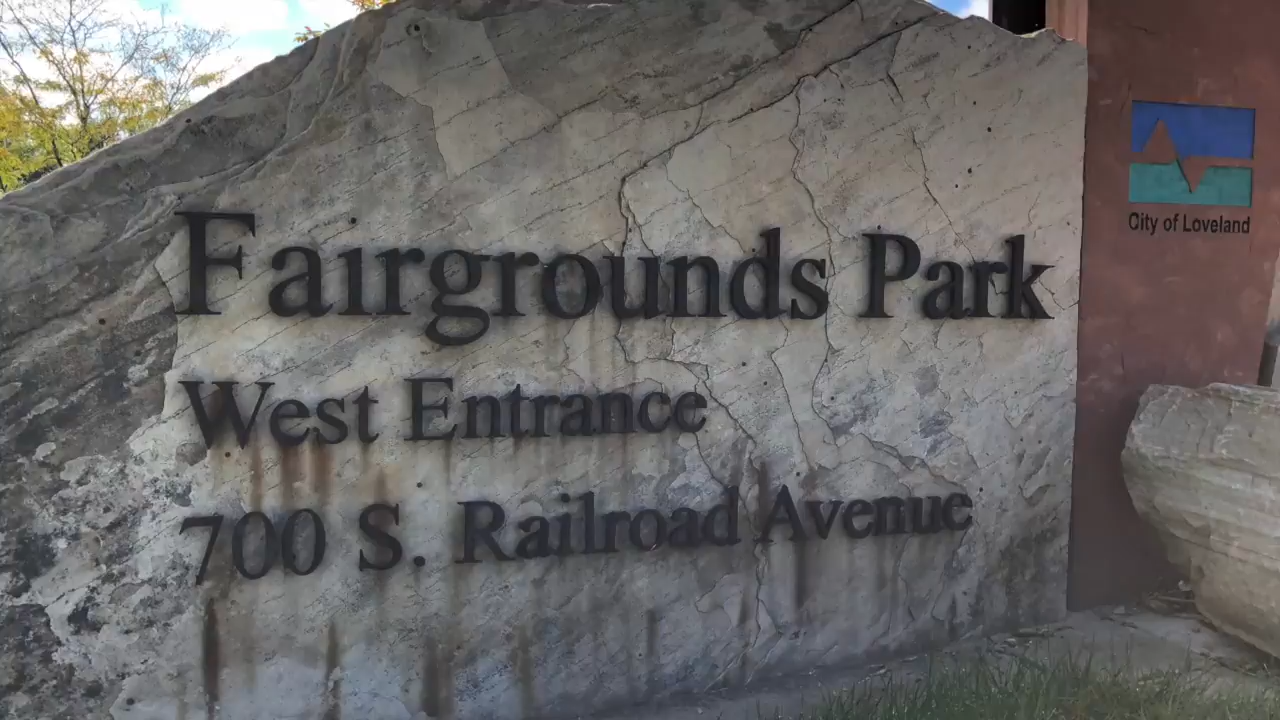 Fairgrounds Park
West Entrance
700 S. Railroad Avenue
City of Loveland